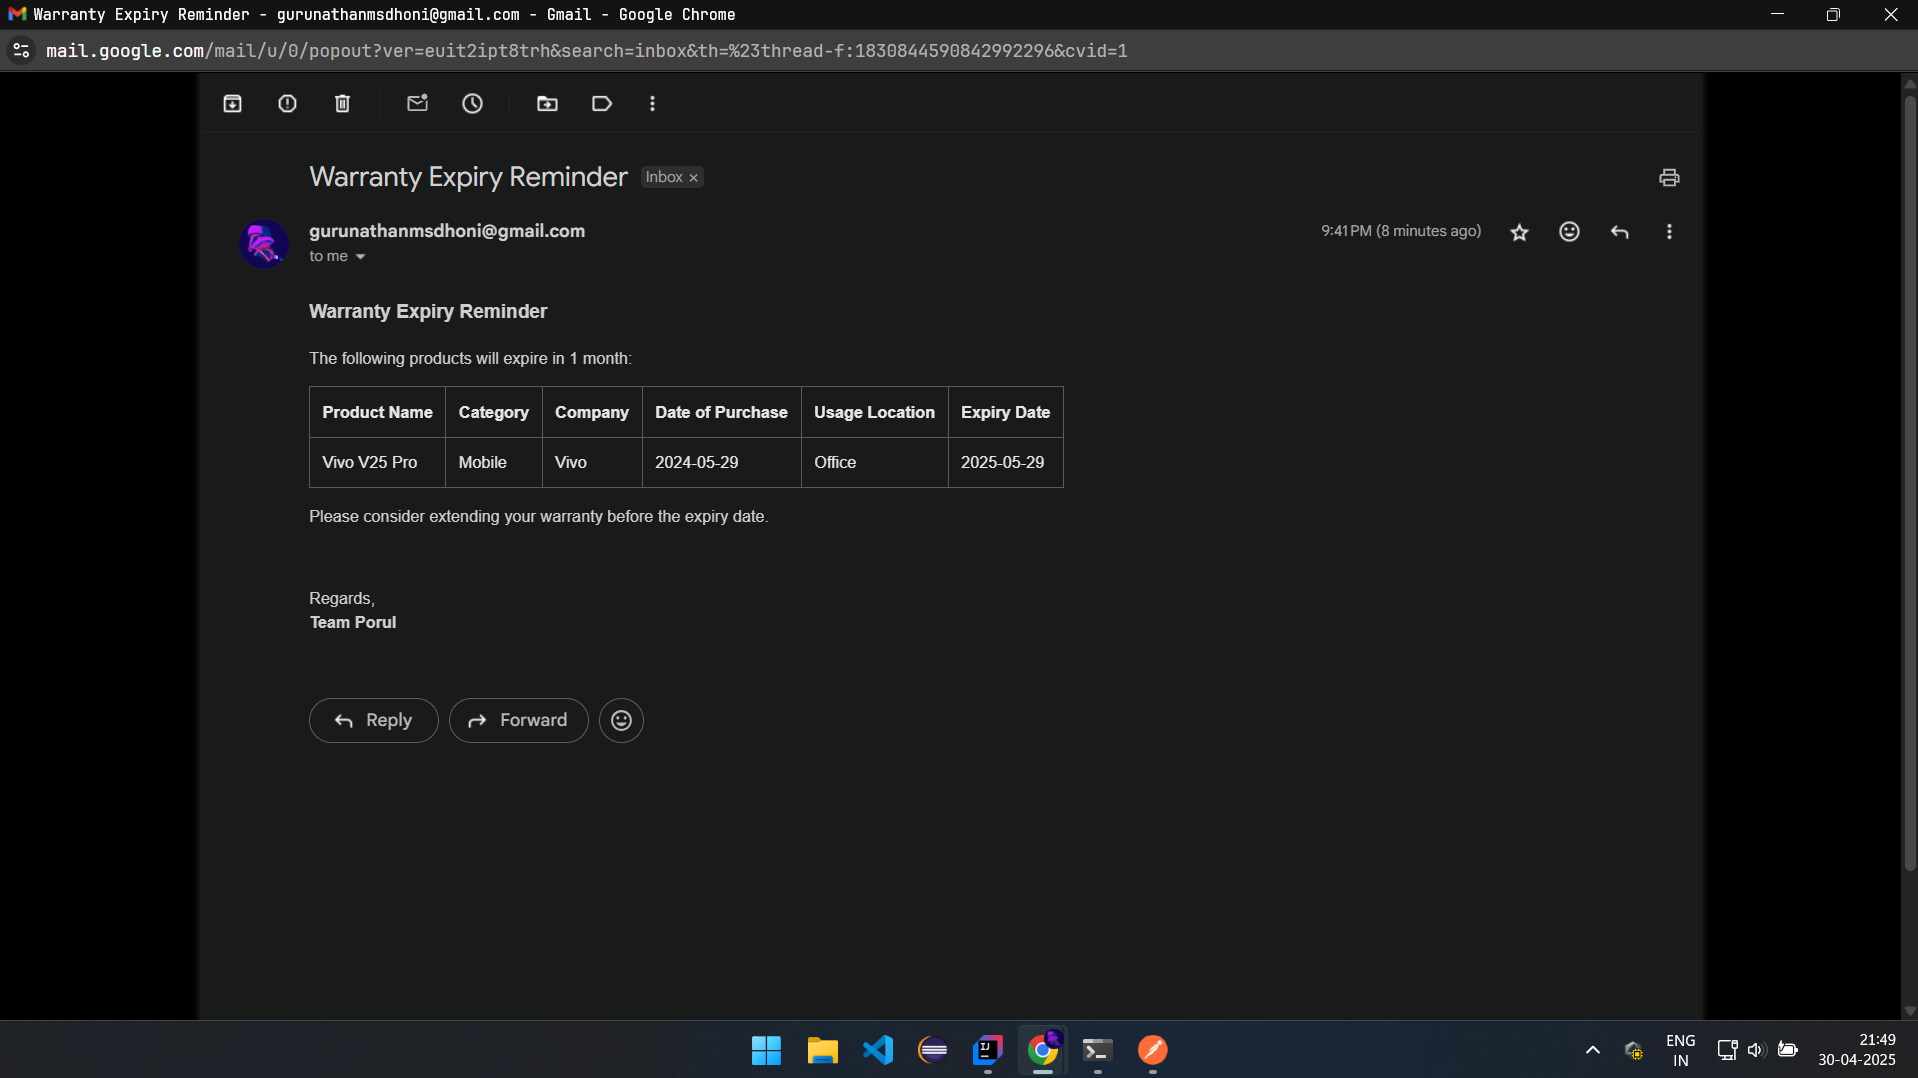 Warranty Expiry Reminder - gurunathanmsdhoni@gmail.com - Gmail - Google Chrome
mail.google.com/mail/u/0/popout?ver=euit2ipt8trh&search=inbox&th=%23thread-f:1830844590842992296&cvid=1
Warranty Expiry Reminder Inbox ×
gurunathanmsdhoni@gmail.com 9:41 PM (8 minutes ago)
to me
Warranty Expiry Reminder
The following products will expire in 1 month:
Product Name Category Company Date of Purchase Usage Location Expiry Date
Vivo V25 Pro Mobile Vivo 2024-05-29 Office 2025-05-29
Please consider extending your warranty before the expiry date.
Regards,
Team Porul
Reply Forward
IJ
ENG 21:49
IN 30-04-2025